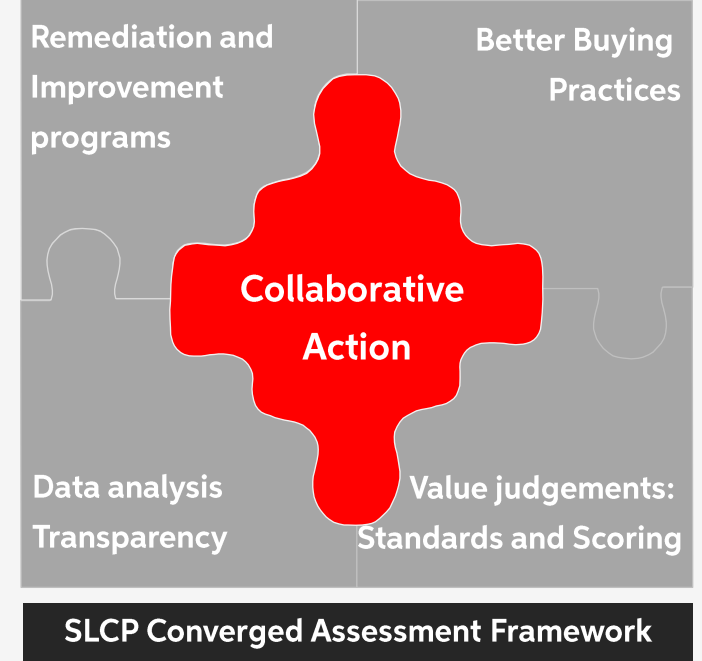 Remediation and
Improvement
programs
Better Buying
Practices
Collaborative
Action
Data analysis
Transparency
Value judgements:
Standards and Scoring
SLCP Converged Assessment Framework